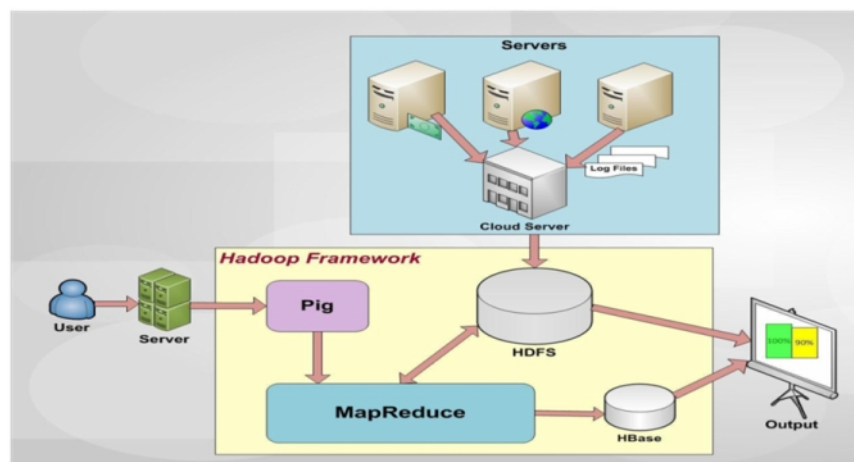 Servers
Log Files
Cloud Server
Hadoop Framework
Pig
User
Server
HDFS
100%
90%
MapReduce
HBase
Output